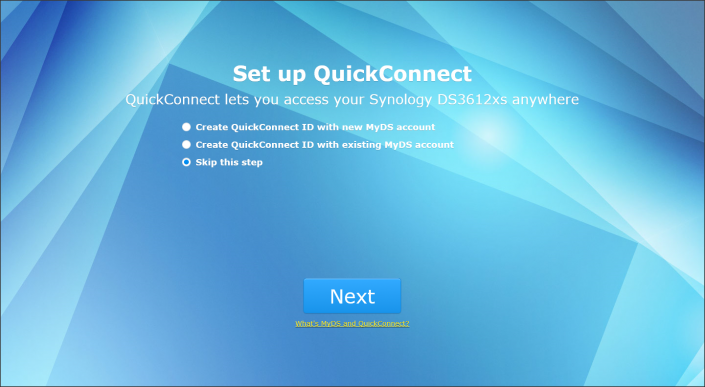 Set up QuickConnect
QuickConnect lets you access your Synology DS3612xs anywhere
Create QuickConnect ID with new MyDS account
Create QuickConnect ID with existing MyDS account
Skip this step
Next
What's MyDS and QuickConnect?